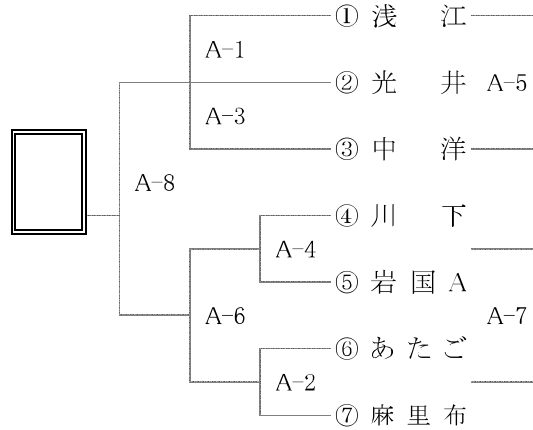 ① 浅 江
A-1
② 光 井 A-5
A-3
③ 中 洋
A-8
④ 川 下
A-4
⑤ 岩 国 A
A-6 A-7
⑥ あ た ご
A-2
⑦ 麻 里 布